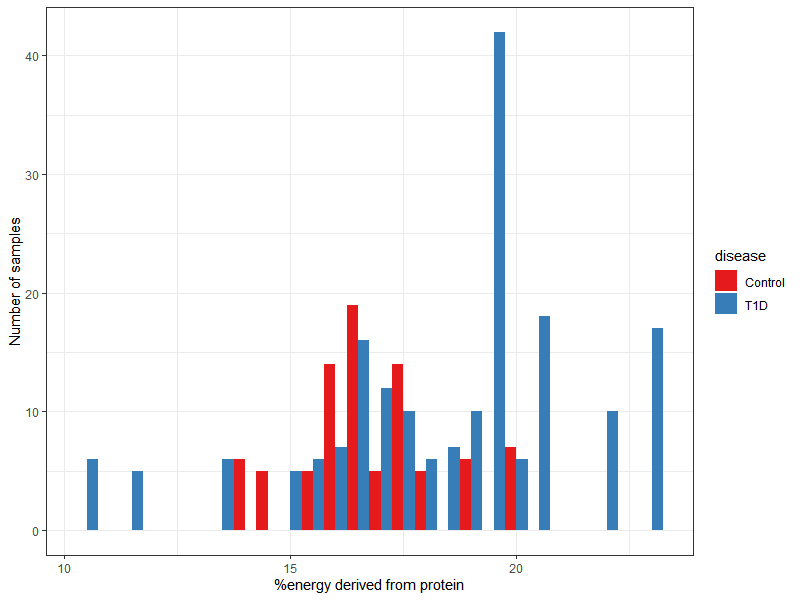 40
30
20
10
0
Number of samples
10
15
20
%energy derived from protein
disease
Control
T1D